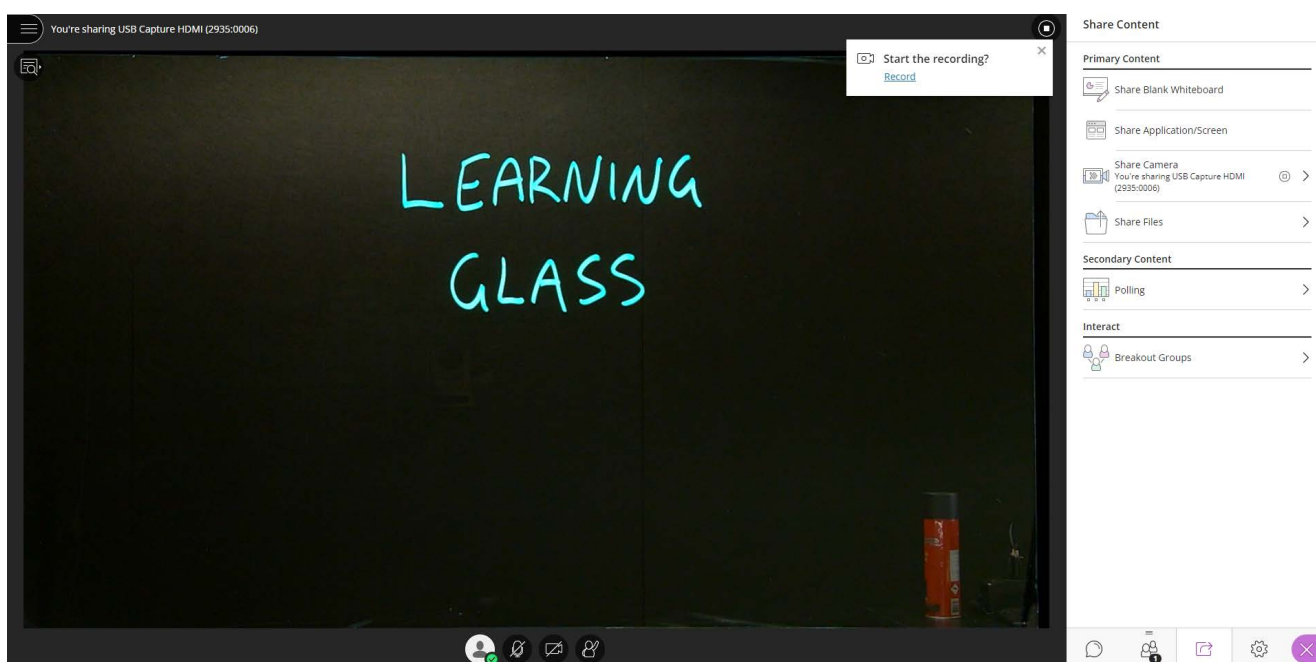 You're sharing USB Capture HDMI (2935:0006)
Start the recording?
Record
LEARNING
GLASS
Share Content
Primary Content
Share Blank Whiteboard
Share Application/Screen
Share Camera
You're sharing USB Capture HDMI
(2935:0006)
Share Files
Secondary Content
Polling
Interact
Breakout Groups
1